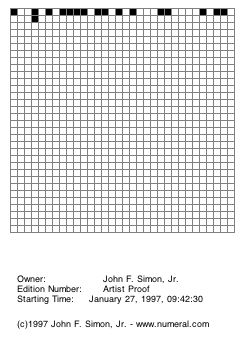 Owner: John F. Simon, Jr.
Edition Number: Artist Proof
Starting Time: January 27, 1997, 09:42:30
(c)1997 John F. Simon, Jr. - www.numeral.com